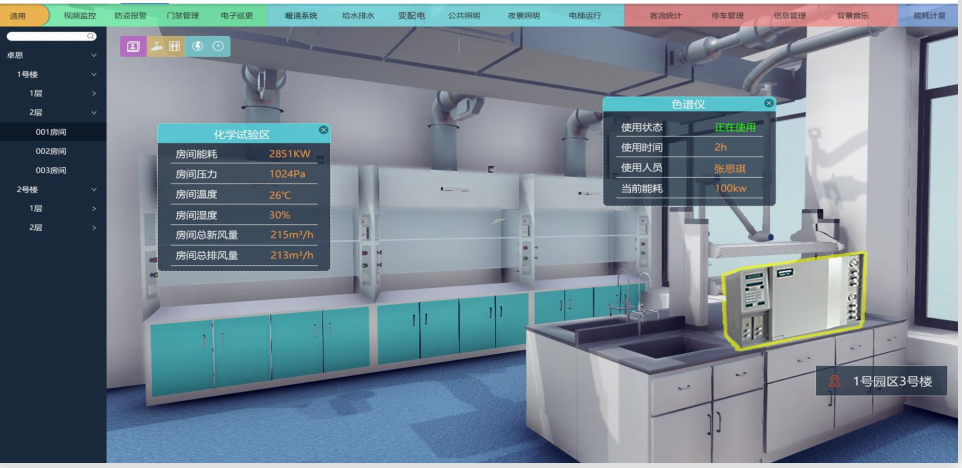 通用 视频监控 防盗报警 门禁管理 电子巡更 暖通系统 给水排水 变配电 公共照明 夜景照明 电梯运行 客流统计 停车管理 信息管理 背景音乐 能耗计量
卓思
1号楼
1层
2层
001房间
002房间
003房间
2号楼
1层
2层
化学试验区
房间能耗 2851KW
房间压力 1024Pa
房间温度 26℃
房间湿度 30%
房间总新风量 215m³/h
房间总排风量 213m³/h
色谱仪
使用状态 正在使用
使用时间 2h
使用人员 张思琪
当前能耗 100kw
1号园区3号楼